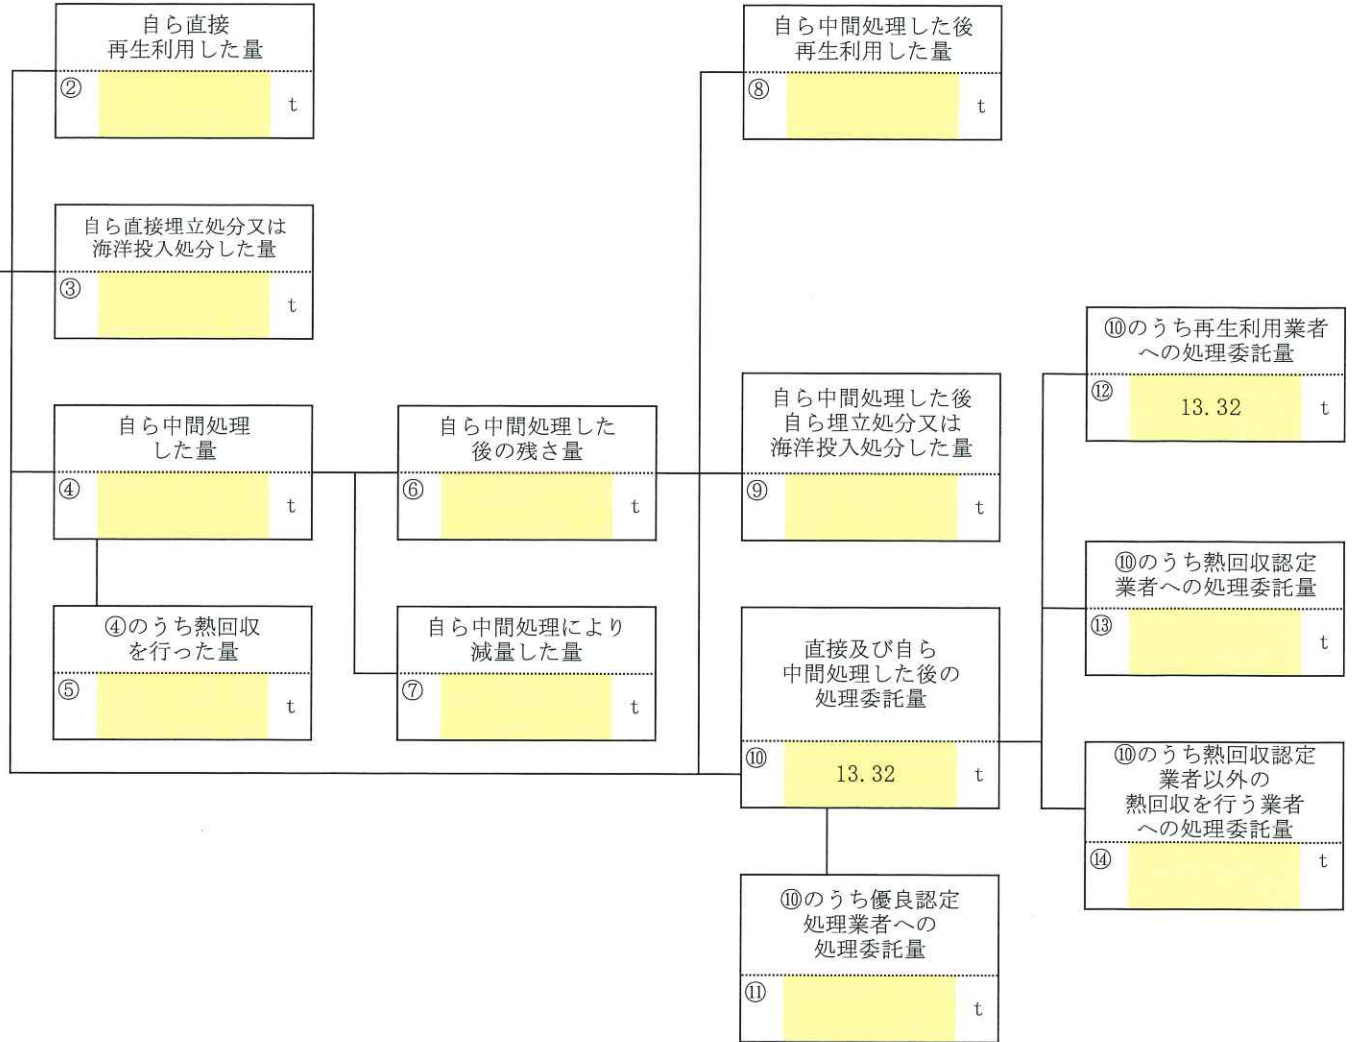 自ら直接
再生利用した量
② t
自ら直接埋立処分又は
海洋投入処分した量
③ t
自ら中間処理
した量
④ t
④のうち熱回収
を行った量
⑤ t
自ら中間処理した
後の残さ量
⑥ t
自ら中間処理により
減量した量
⑦ t
自ら中間処理した後
再生利用した量
⑧ t
自ら中間処理した後
自ら埋立処分又は
海洋投入処分した量
⑨ t
直接及び自ら
中間処理した後の
処理委託量
⑩ 13.32 t
⑩のうち優良認定
処理業者への
処理委託量
⑪ t
⑩のうち再生利用業者
への処理委託量
⑫ 13.32 t
⑩のうち熱回収認定
業者への処理委託量
⑬ t
⑩のうち熱回収認定
業者以外の
熱回収を行う業者
への処理委託量
⑭ t